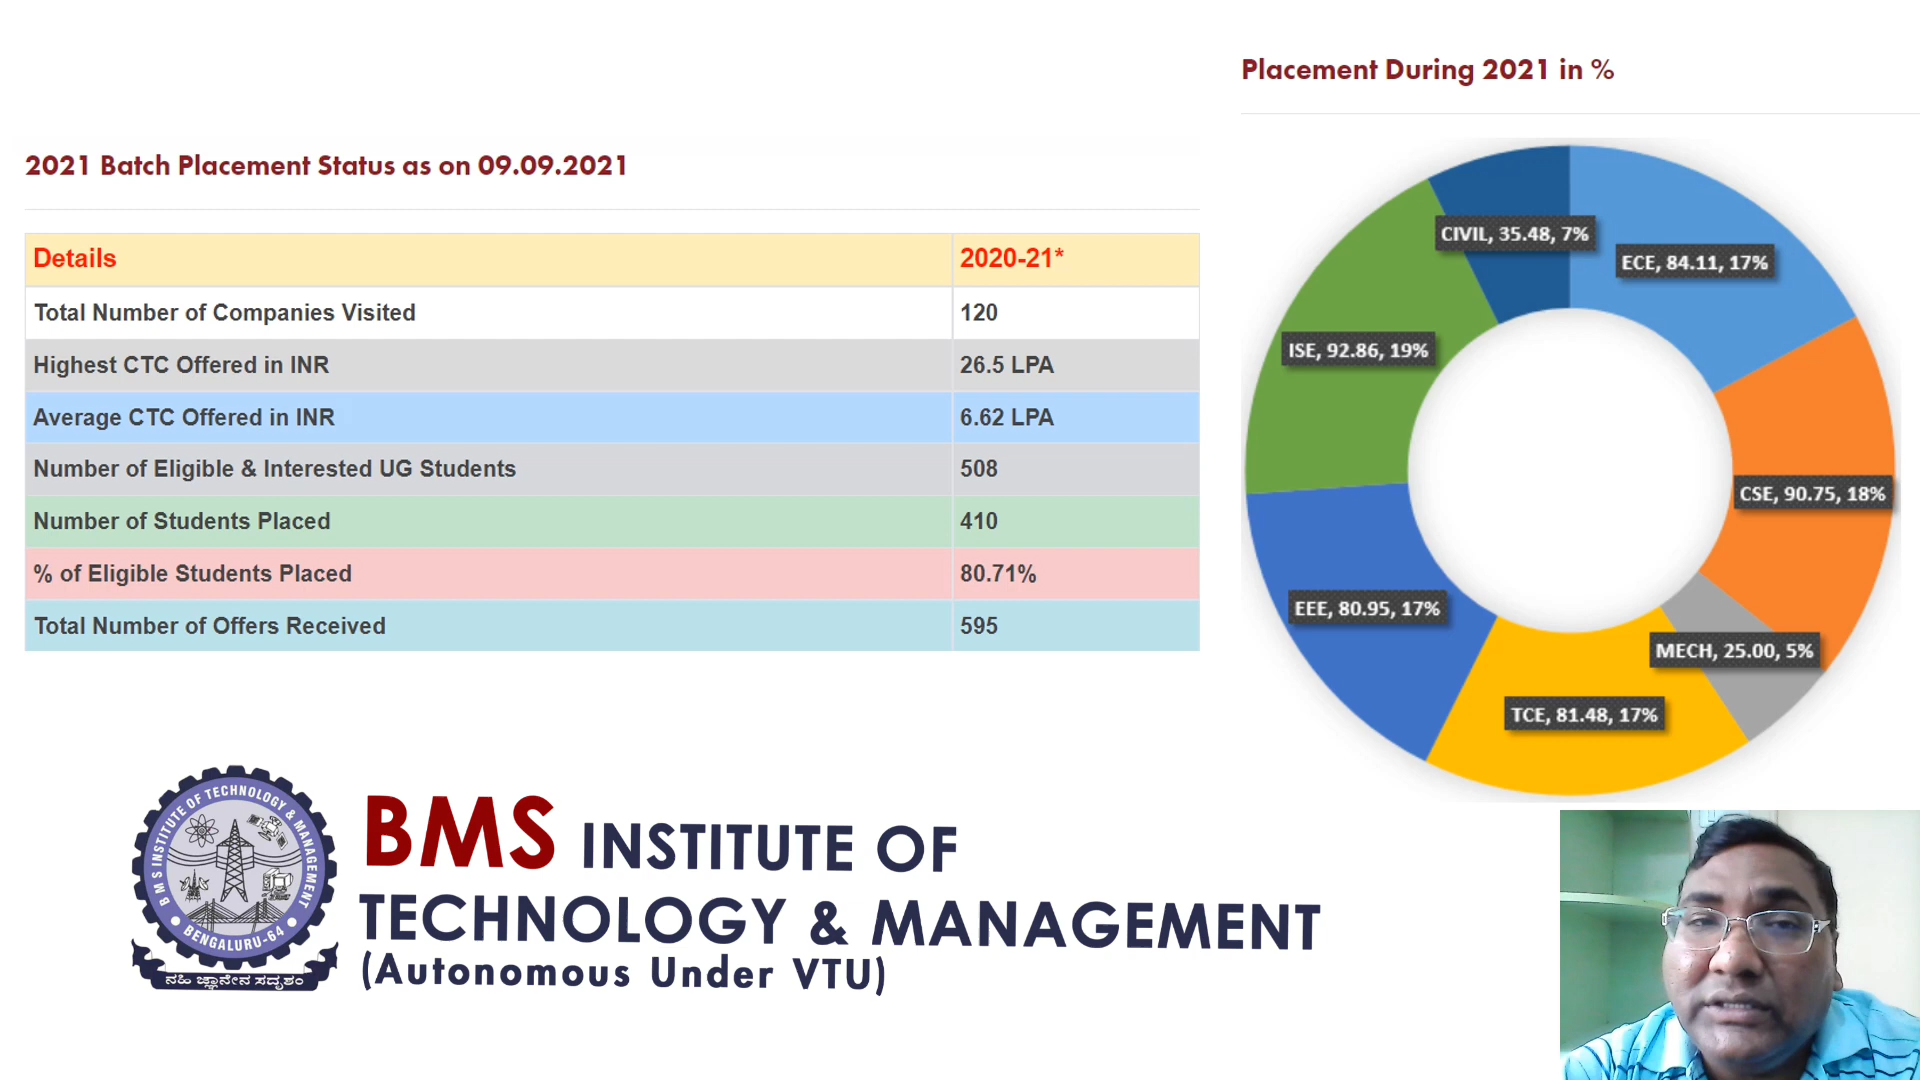 Placement During 2021 in %
2021 Batch Placement Status as on 09.09.2021
Details 2020-21*
Total Number of Companies Visited 120
Highest CTC Offered in INR 26.5 LPA
Average CTC Offered in INR 6.62 LPA
Number of Eligible & Interested UG Students 508
Number of Students Placed 410
% of Eligible Students Placed 80.71%
Total Number of Offers Received 595
CIVIL, 35.48, 7%
ECE, 84.11, 17%
ISE, 92.86, 19%
CSE, 90.75, 18%
EEE, 80.95, 17%
MECH, 25.00, 5%
TCE, 81.48, 17%
B M S INSTITUTE OF TECHNOLOGY & MANAGEMENT
BENGALURU-64
ನಹಿ ಜ್ಞಾನೇನ ಸದೃಶಂ
BMS INSTITUTE OF
TECHNOLOGY & MANAGEMENT
(Autonomous Under VTU)